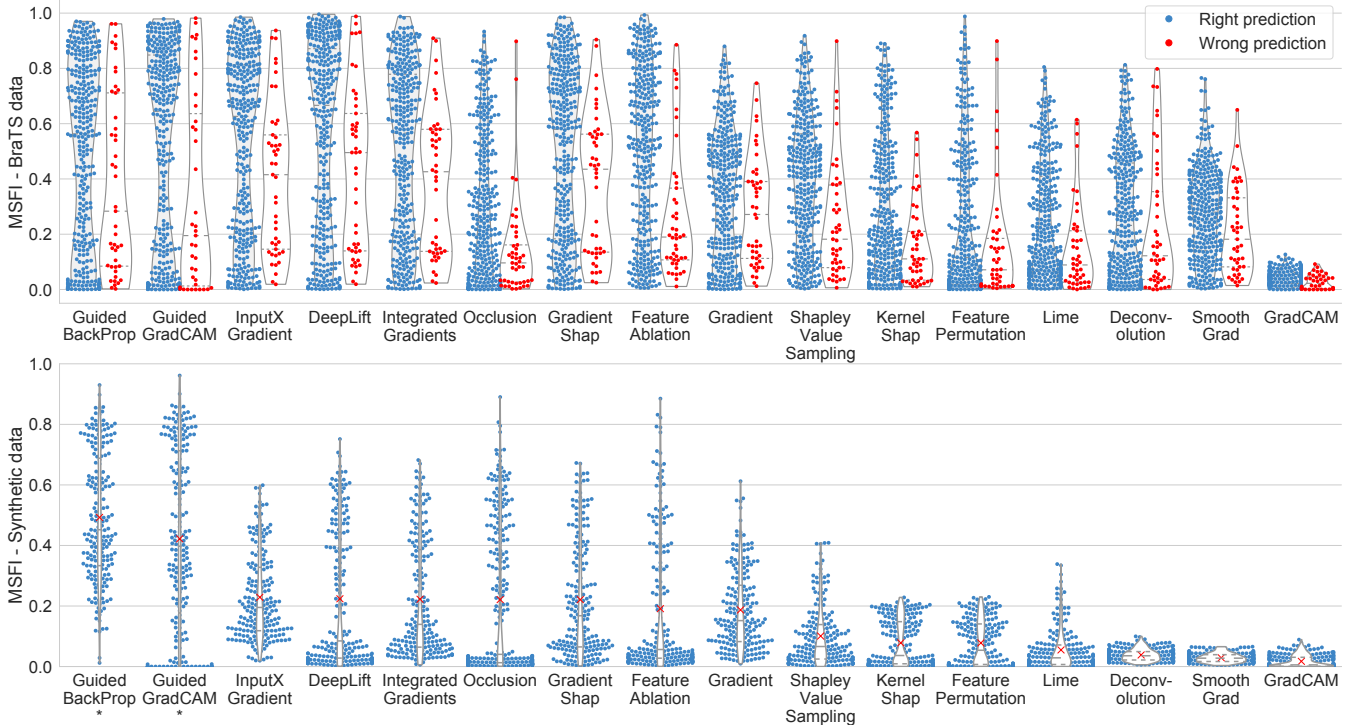 Right prediction
Wrong prediction
MSFI - BraTS data
1.0
0.8
0.6
0.4
0.2
0.0
Guided
BackProp
Guided
GradCAM
InputX
Gradient
DeepLift
Integrated
Gradients
Occlusion
Gradient
Shap
Feature
Ablation
Gradient
Shapley
Value
Sampling
Kernel
Shap
Feature
Permutation
Lime
Deconv-
olution
Smooth
Grad
GradCAM
MSFI - Synthetic data
1.0
0.8
0.6
0.4
0.2
0.0
Guided
BackProp
*
Guided
GradCAM
*
InputX
Gradient
DeepLift
Integrated
Gradients
Occlusion
Gradient
Shap
Feature
Ablation
Gradient
Shapley
Value
Sampling
Kernel
Shap
Feature
Permutation
Lime
Deconv-
olution
Smooth
Grad
GradCAM